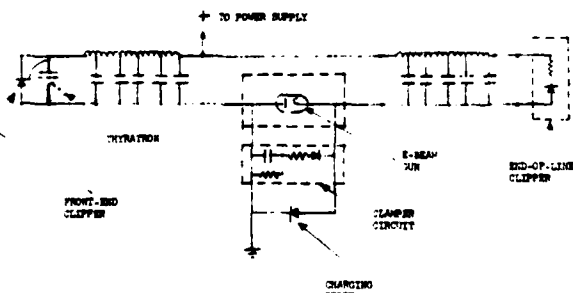 TO POWER SUPPLY
THYRATRON
E-BEAM
GUN
END-OF-LINE
CLIPPER
FRONT-END
CLIPPER
CLAMPER
CIRCUIT
CHARGING